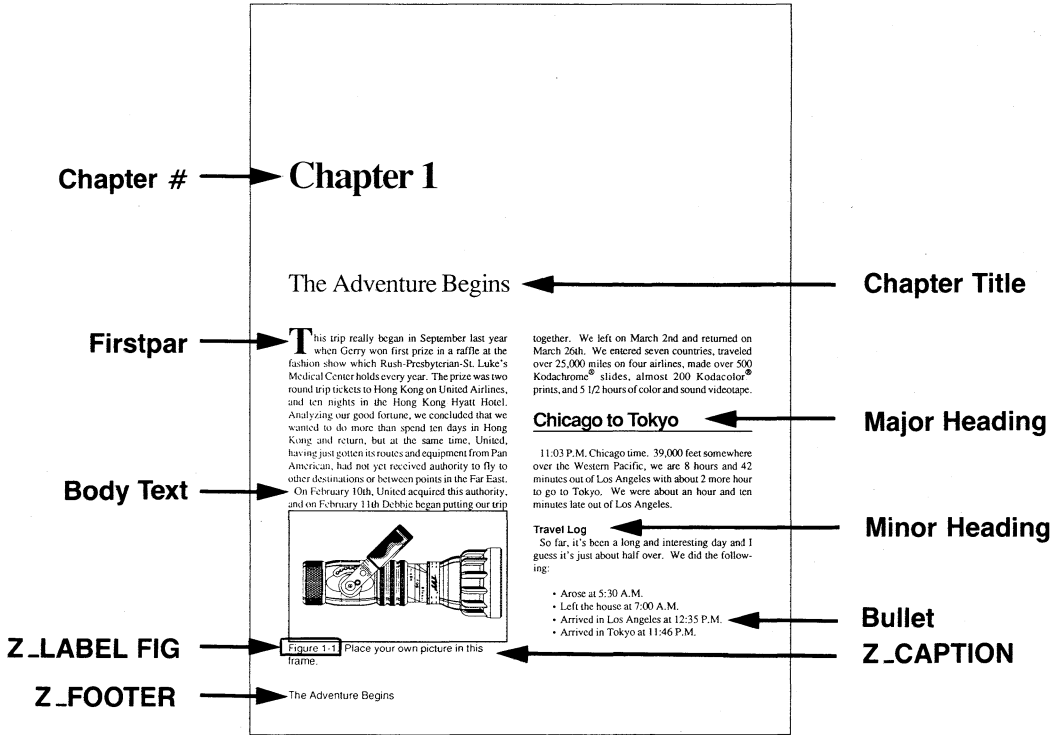 Chapter #
Chapter 1
The Adventure Begins
Chapter Title
Firstpar
This trip really began in September last year
when Gerry won first prize in a raffle at the
fashion show which Rush-Presbyterian-St. Luke's
Medical Center holds every year. The prize was two
round trip tickets to Hong Kong on United Airlines,
and ten nights in the Hong Kong Hyatt Hotel.
Analyzing our good fortune, we concluded that we
wanted to do more than spend ten days in Hong
Kong and return, but at the same time, United,
having just gotten its routes and equipment from Pan
American, had not yet received authority to fly to
other destinations or between points in the Far East.
Body Text
On February 10th, United acquired this authority,
and on February 11th Debbie began putting our trip
Z_LABEL FIG
Figure 1-1. Place your own picture in this
frame.
Z_CAPTION
Z_FOOTER
The Adventure Begins
together. We left on March 2nd and returned on
March 26th. We entered seven countries, traveled
over 25,000 miles on four airlines, made over 500
Kodachrome® slides, almost 200 Kodacolor®
prints, and 5 1/2 hours of color and sound videotape.
Chicago to Tokyo
Major Heading
11:03 P.M. Chicago time. 39,000 feet somewhere
over the Western Pacific, we are 8 hours and 42
minutes out of Los Angeles with about 2 more hour
to go to Tokyo. We were about an hour and ten
minutes late out of Los Angeles.
Travel Log
Minor Heading
So far, it's been a long and interesting day and I
guess it's just about half over. We did the follow-
ing:
• Arose at 5:30 A.M.
• Left the house at 7:00 A.M.
• Arrived in Los Angeles at 12:35 P.M.
• Arrived in Tokyo at 11:46 P.M.
Bullet